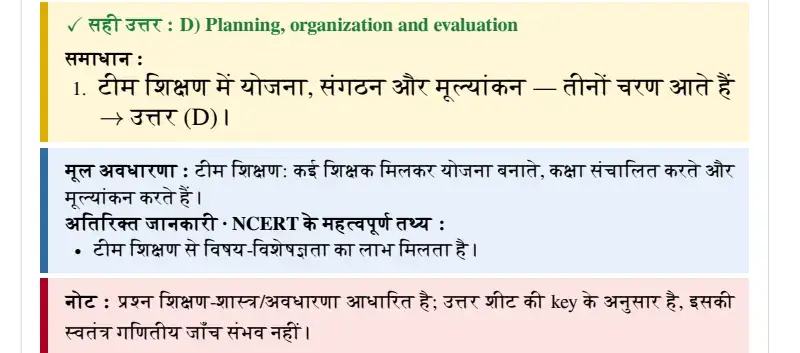 ✓ सही उत्तर : D) Planning, organization and evaluation
समाधान :
1. टीम शिक्षण में योजना, संगठन और मूल्यांकन — तीनों चरण आते हैं
→ उत्तर (D)।
मूल अवधारणा : टीम शिक्षण: कई शिक्षक मिलकर योजना बनाते, कक्षा संचालित करते और
मूल्यांकन करते हैं।
अतिरिक्त जानकारी · NCERT के महत्वपूर्ण तथ्य :
• टीम शिक्षण से विषय-विशेषज्ञता का लाभ मिलता है।
नोट : प्रश्न शिक्षण-शास्त्र/अवधारणा आधारित है; उत्तर शीट की key के अनुसार है, इसकी
स्वतंत्र गणितीय जाँच संभव नहीं।